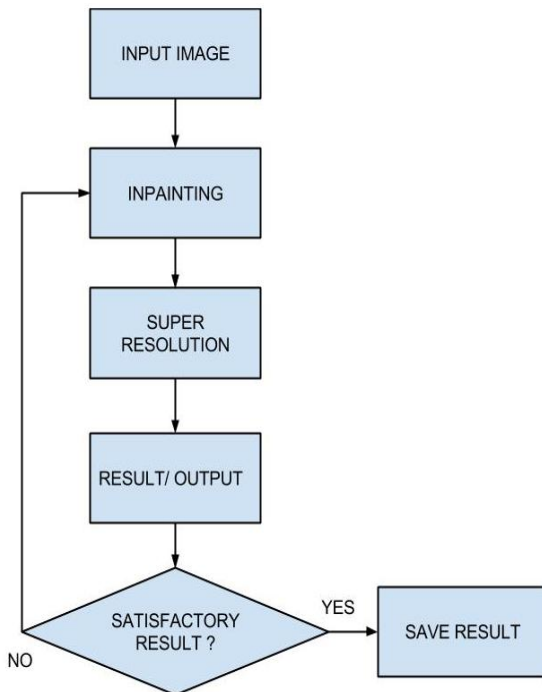 INPUT IMAGE
INPAINTING
SUPER
RESOLUTION
RESULT/ OUTPUT
SATISFACTORY
RESULT ?
YES
SAVE RESULT
NO